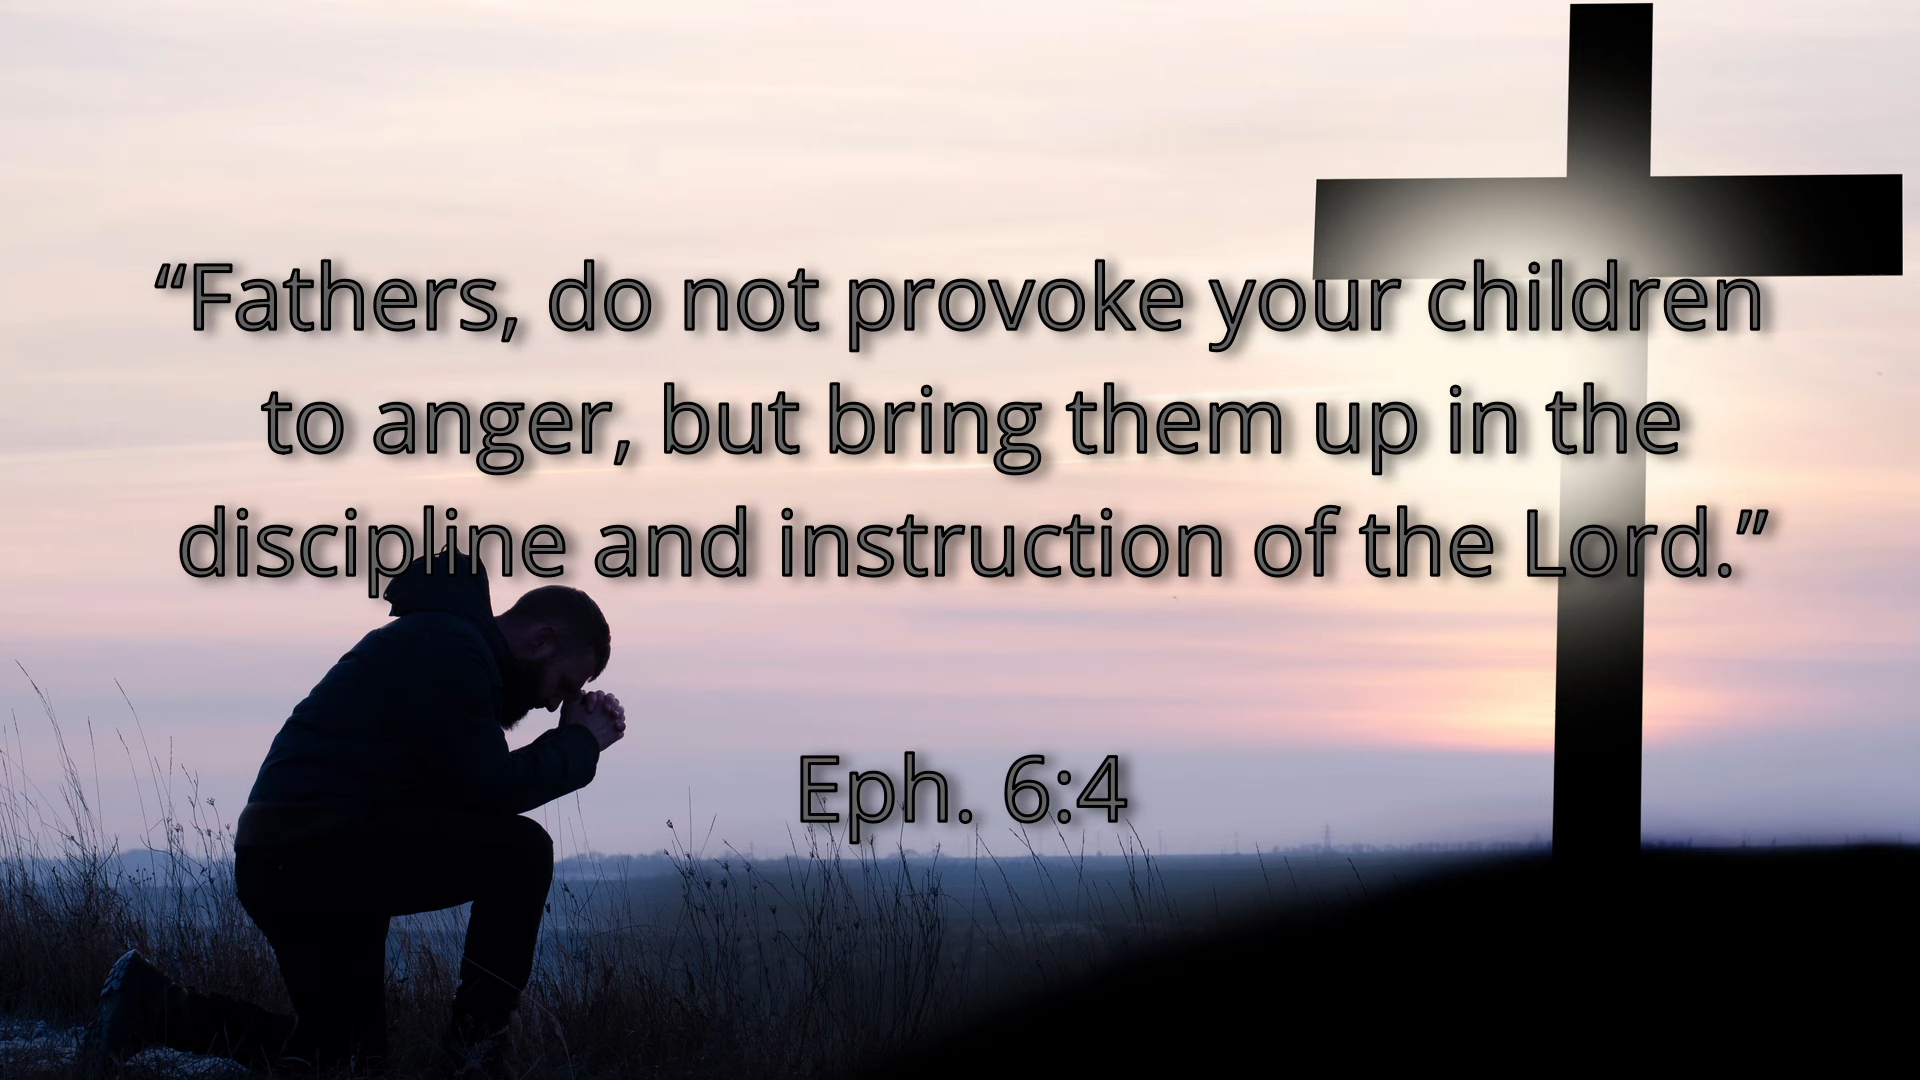 “Fathers, do not provoke your children
to anger, but bring them up in the
discipline and instruction of the Lord.”
Eph. 6:4